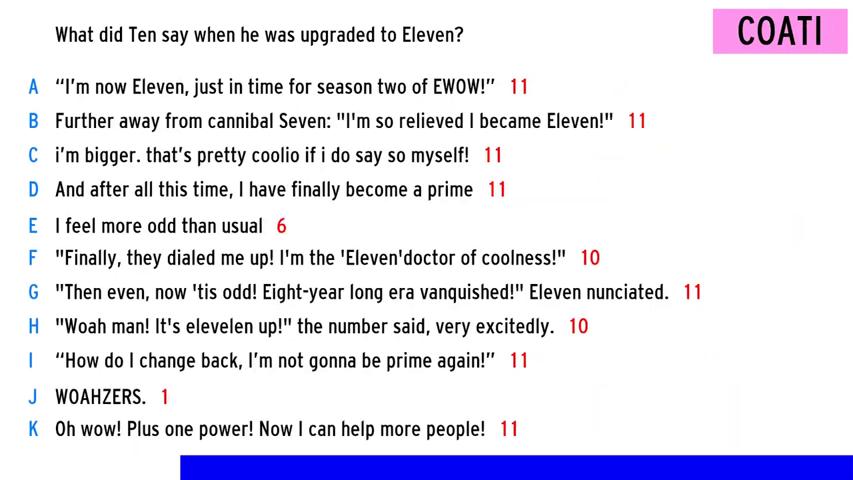 What did Ten say when he was upgraded to Eleven?
COATI
A “I’m now Eleven, just in time for season two of EWOW!” 11
B Further away from cannibal Seven: "I'm so relieved I became Eleven!" 11
C i’m bigger. that’s pretty coolio if i do say so myself! 11
D And after all this time, I have finally become a prime 11
E I feel more odd than usual 6
F "Finally, they dialed me up! I'm the 'Eleven'doctor of coolness!" 10
G "Then even, now 'tis odd! Eight-year long era vanquished!" Eleven nunciated. 11
H "Woah man! It's elevelen up!" the number said, very excitedly. 10
I “How do I change back, I’m not gonna be prime again!” 11
J WOAHZERS. 1
K Oh wow! Plus one power! Now I can help more people! 11